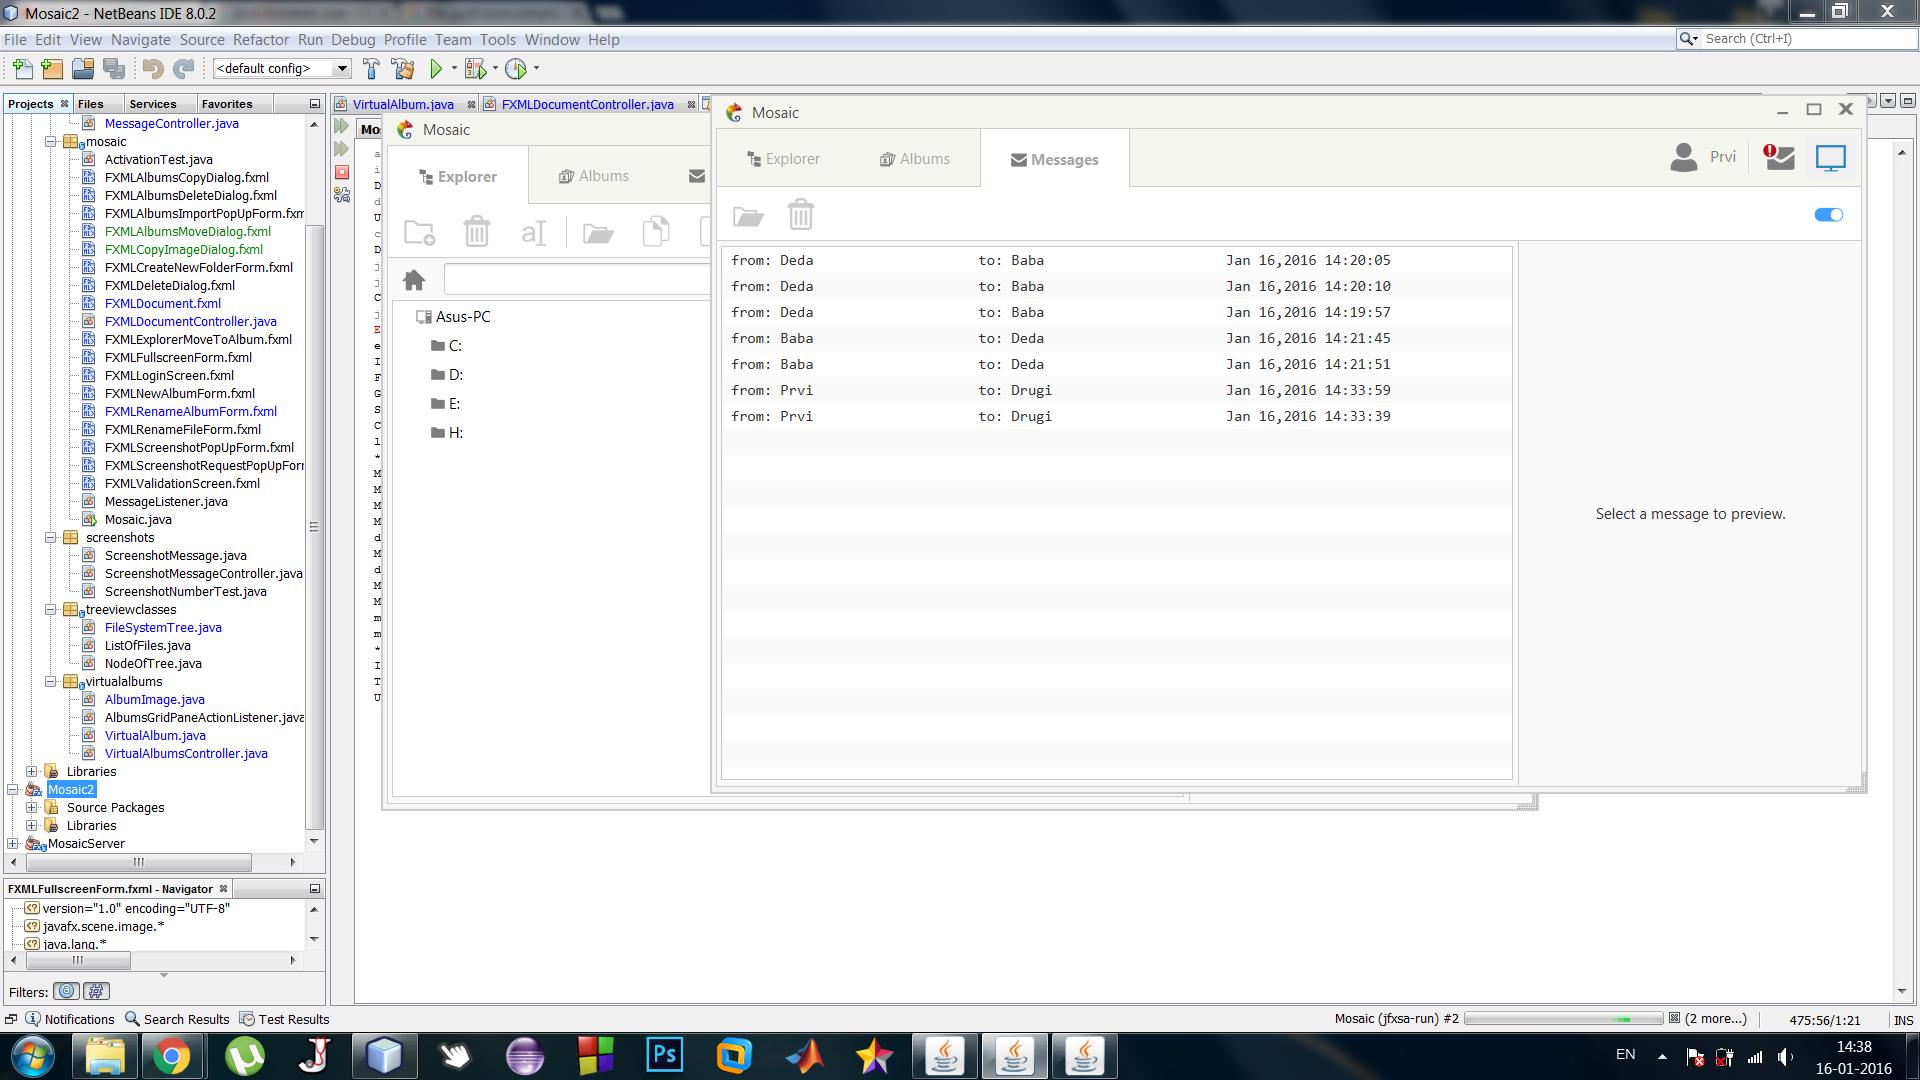 Mosaic2 - NetBeans IDE 8.0.2
File Edit View Navigate Source Refactor Run Debug Profile Team Tools Window Help
Search (Ctrl+I)
<default config>
Projects Files Services Favorites
MessageController.java
mosaic
ActivationTest.java
FXMLAlbumsCopyDialog.fxml
FXMLAlbumsDeleteDialog.fxml
FXMLAlbumsImportPopUpForm.fxm
FXMLAlbumsMoveDialog.fxml
FXMLCopyImageDialog.fxml
FXMLCreateNewFolderForm.fxml
FXMLDeleteDialog.fxml
FXMLDocument.fxml
FXMLDocumentController.java
FXMLExplorerMoveToAlbum.fxml
FXMLFullscreenForm.fxml
FXMLLoginScreen.fxml
FXMLNewAlbumForm.fxml
FXMLRenameAlbumForm.fxml
FXMLRenameFileForm.fxml
FXMLScreenshotPopUpForm.fxml
FXMLScreenshotRequestPopUpForr
FXMLValidationScreen.fxml
MessageListener.java
Mosaic.java
screenshots
ScreenshotMessage.java
ScreenshotMessageController.java
ScreenshotNumberTest.java
treeviewclasses
FileSystemTree.java
ListOfFiles.java
NodeOfTree.java
virtualalbums
AlbumImage.java
AlbumsGridPaneActionListener.java
VirtualAlbum.java
VirtualAlbumsController.java
Libraries
Mosaic2
Source Packages
Libraries
MosaicServer
FXMLFullscreenForm.fxml - Navigator
version="1.0" encoding="UTF-8"
javafx.scene.image.*
java.lang.*
Filters:
VirtualAlbum.java FXMLDocumentController.java
Mo
Mosaic
Explorer Albums
Asus-PC
C:
D:
E:
H:
Mosaic
Explorer Albums Messages
Prvi
from: Deda to: Baba Jan 16,2016 14:20:05
from: Deda to: Baba Jan 16,2016 14:20:10
from: Deda to: Baba Jan 16,2016 14:19:57
from: Baba to: Deda Jan 16,2016 14:21:45
from: Baba to: Deda Jan 16,2016 14:21:51
from: Prvi to: Drugi Jan 16,2016 14:33:59
from: Prvi to: Drugi Jan 16,2016 14:33:39
Select a message to preview.
Notifications Search Results Test Results
Mosaic (jfxsa-run) #2 (2 more...) 475:56/1:21 INS
Ps
EN
14:38
16-01-2016